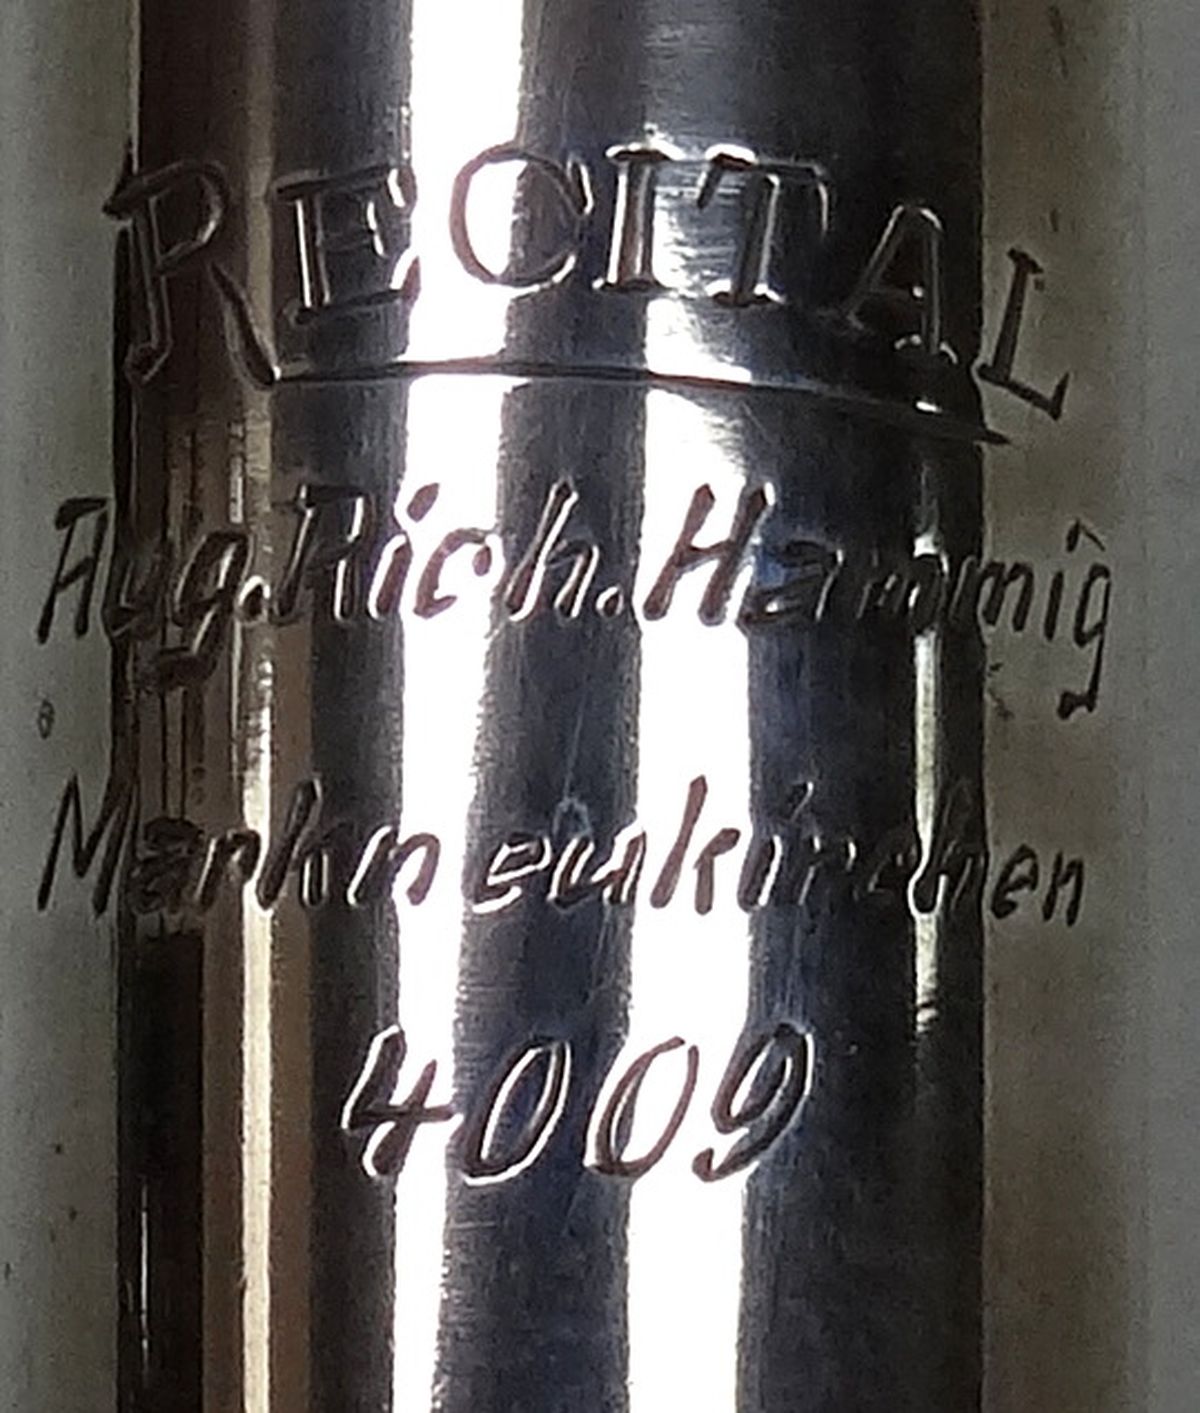 RECITAL
Aug.Rich.Hammig
Markneukirchen
4009